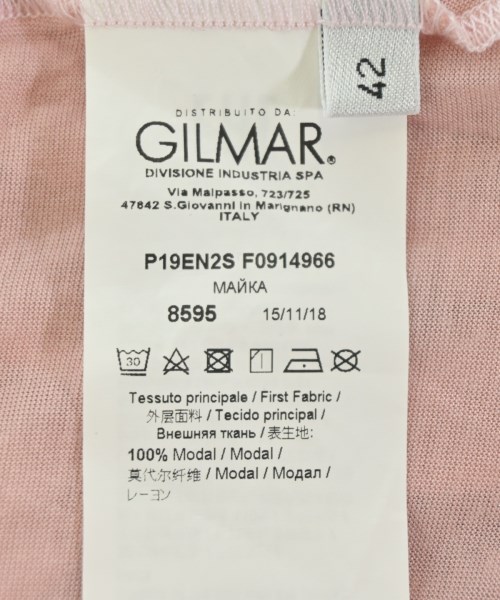 42
DISTRIBUITO DA:
GILMAR®
DIVISIONE INDUSTRIA SPA
Via Malpasso, 723/725
47842 S.Giovanni in Marignano (RN)
ITALY
P19EN2S F0914966
МАЙКА
8595 15/11/18
30
Tessuto principale / First Fabric /
外层面料 / Tecido principal /
Внешняя ткань / 表生地:
100% Modal / Modal /
莫代尔纤维 / Modal / Модал /
レーヨン